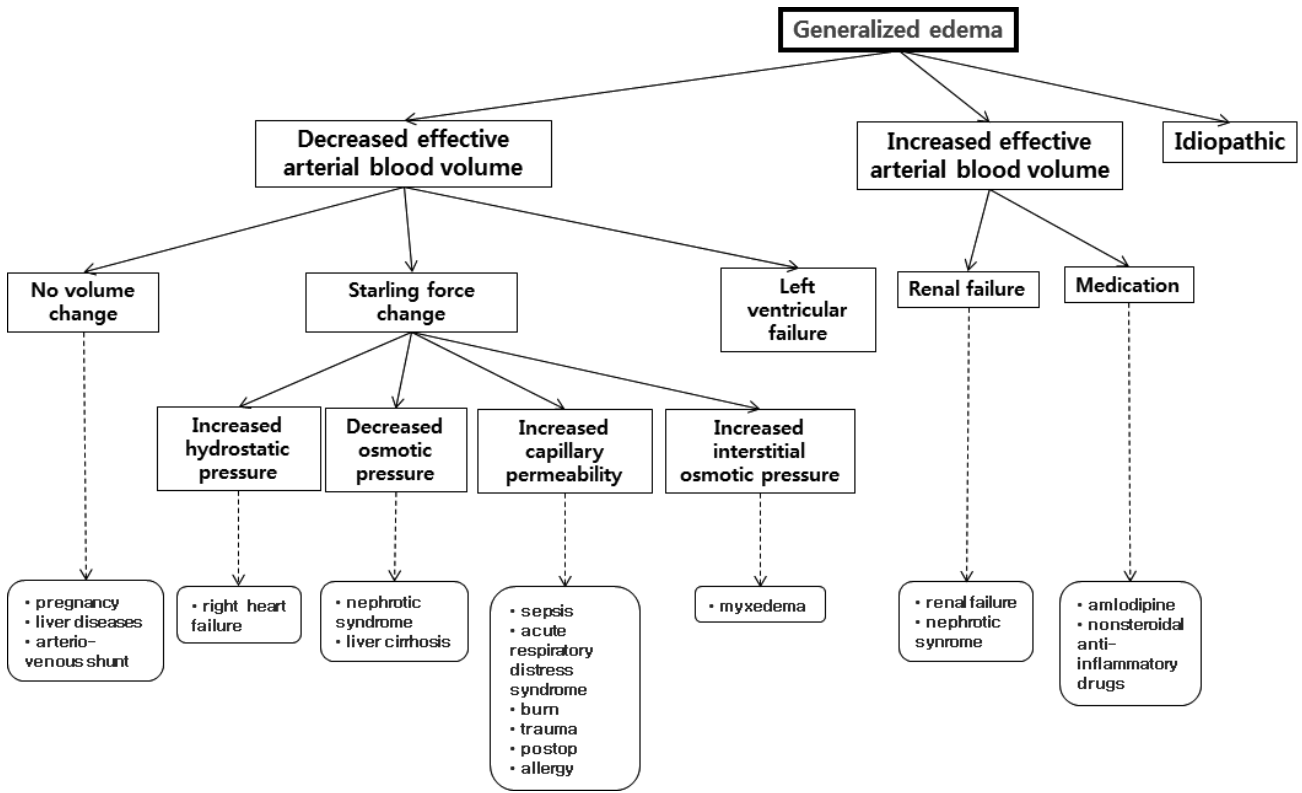 Generalized edema
Decreased effective
arterial blood volume
Increased effective
arterial blood volume
Idiopathic
No volume
change
Starling force
change
Left
ventricular
failure
Renal failure
Medication
Increased
hydrostatic
pressure
Decreased
osmotic
pressure
Increased
capillary
permeability
Increased
interstitial
osmotic pressure
• pregnancy
• liver diseases
• arterio-
venous shunt
• right heart
failure
• nephrotic
syndrome
• liver cirrhosis
• sepsis
• acute
respiratory
distress
syndrome
• burn
• trauma
• postop
• allergy
• myxedema
• renal failure
• nephrotic
synrome
• amlodipine
• nonsteroidal
anti-
inflammatory
drugs